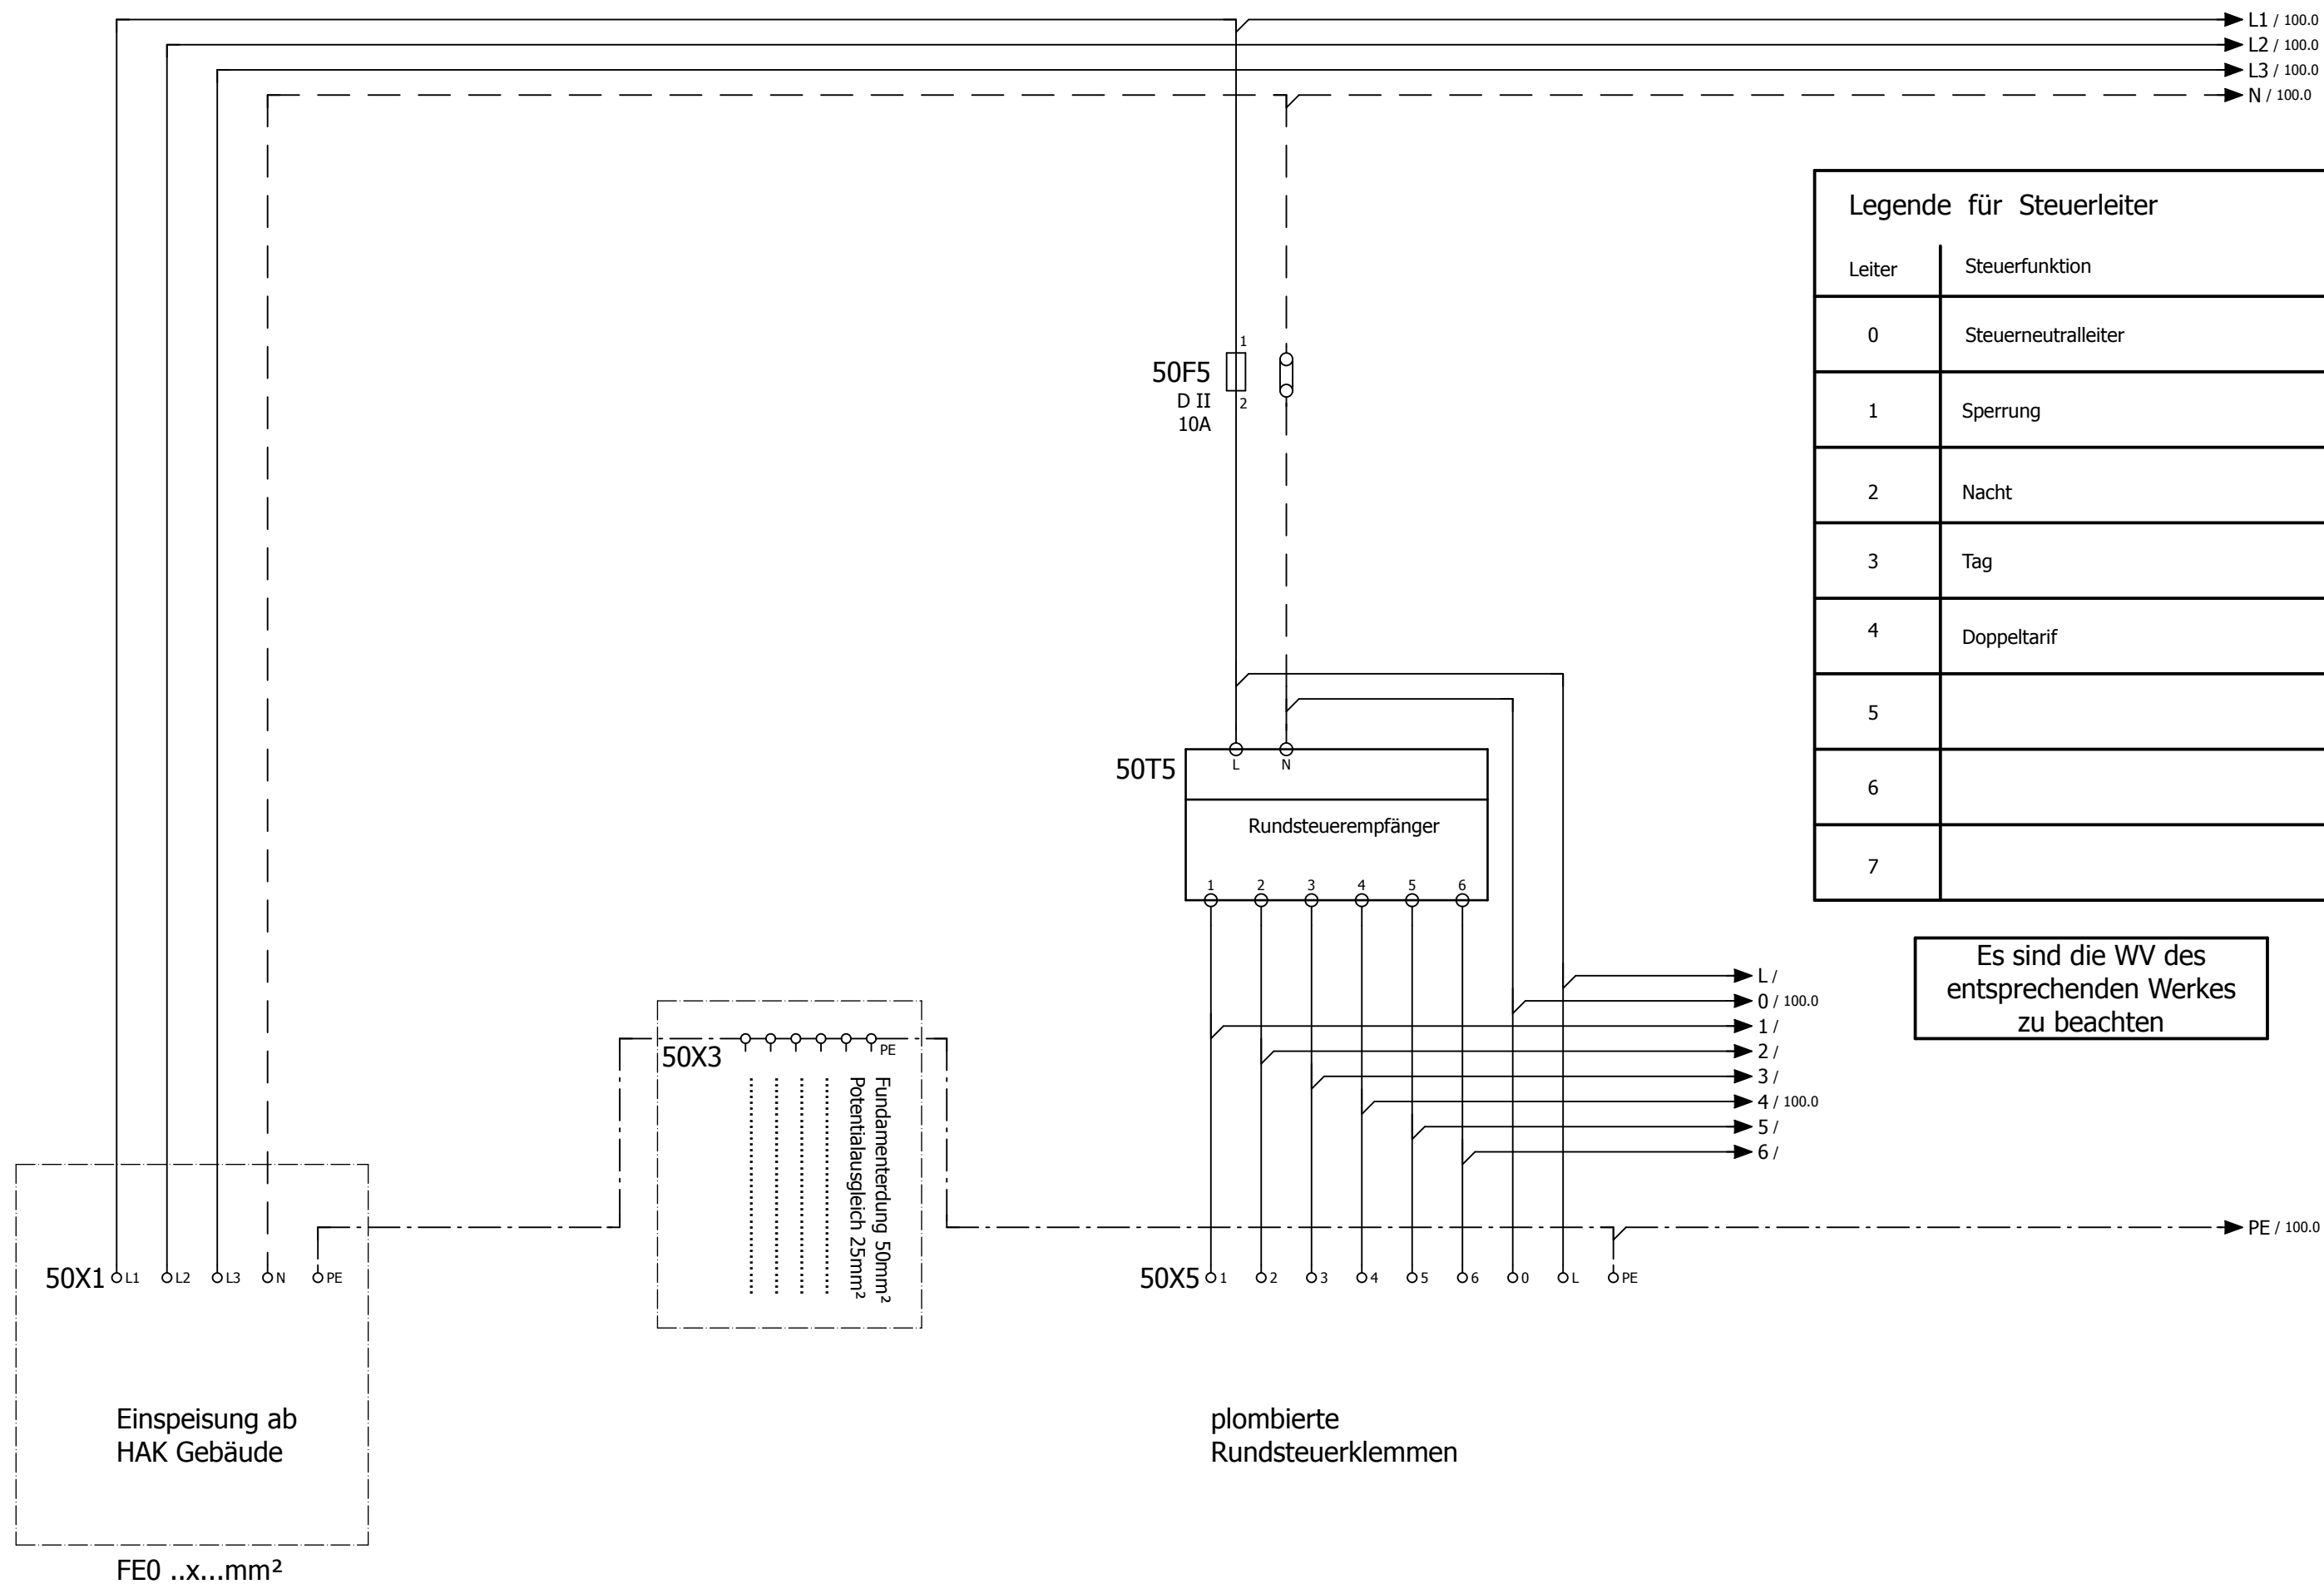 L1 / 100.0
L2 / 100.0
L3 / 100.0
N / 100.0
Legende für Steuerleiter
Leiter Steuerfunktion
0 Steuerneutralleiter
1 Sperrung
2 Nacht
3 Tag
4 Doppeltarif
5
6
7
1
50F5
D II
2
10A
50T5
L N
Rundsteuerempfänger
1 2 3 4 5 6
Es sind die WV des
entsprechenden Werkes
zu beachten
L /
0 / 100.0
1 /
2 /
3 /
4 / 100.0
5 /
6 /
50X3
PE
Fundamenterdung 50mm²
Potentialausgleich 25mm²
PE / 100.0
50X1 L1 L2 L3 N PE
50X5 1 2 3 4 5 6 0 L PE
Einspeisung ab
HAK Gebäude
plombierte
Rundsteuerklemmen
FE0 ..x...mm²